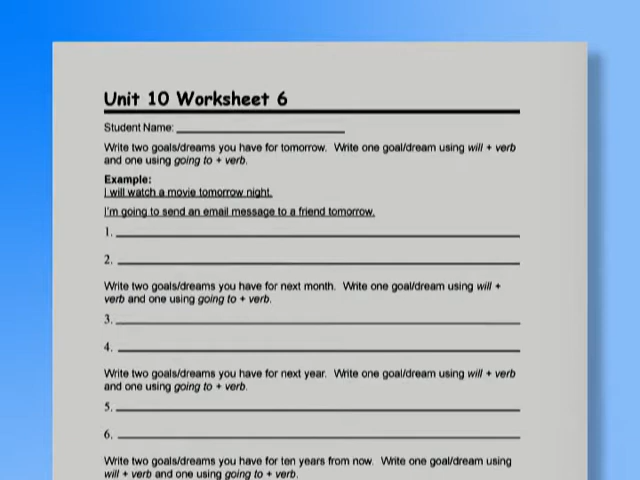 Unit 10 Worksheet 6
Student Name:
Write two goals/dreams you have for tomorrow. Write one goal/dream using will + verb
and one using going to + verb.
Example:
I will watch a movie tomorrow night.
I'm going to send an email message to a friend tomorrow.
1.
2.
Write two goals/dreams you have for next month. Write one goal/dream using will +
verb and one using going to + verb.
3.
4.
Write two goals/dreams you have for next year. Write one goal/dream using will + verb
and one using going to + verb.
5.
6.
Write two goals/dreams you have for ten years from now. Write one goal/dream using
will + verb and one using going to + verb.